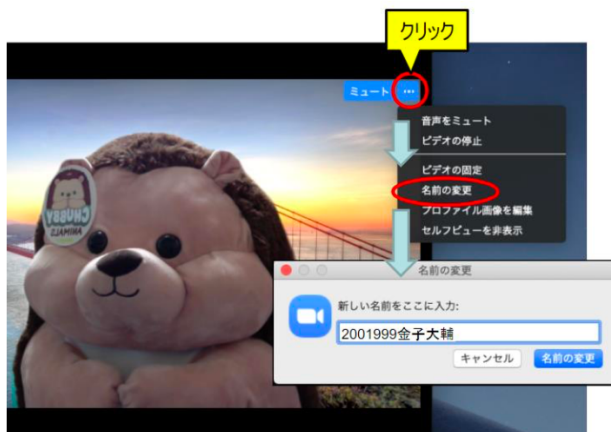 クリック
ミュート ...
音声をミュート
ビデオの停止
ビデオの固定
名前の変更
プロファイル画像を編集
セルフビューを非表示
CHUBBY
ANIMALS
名前の変更
新しい名前をここに入力:
2001999金子大輔
キャンセル 名前の変更